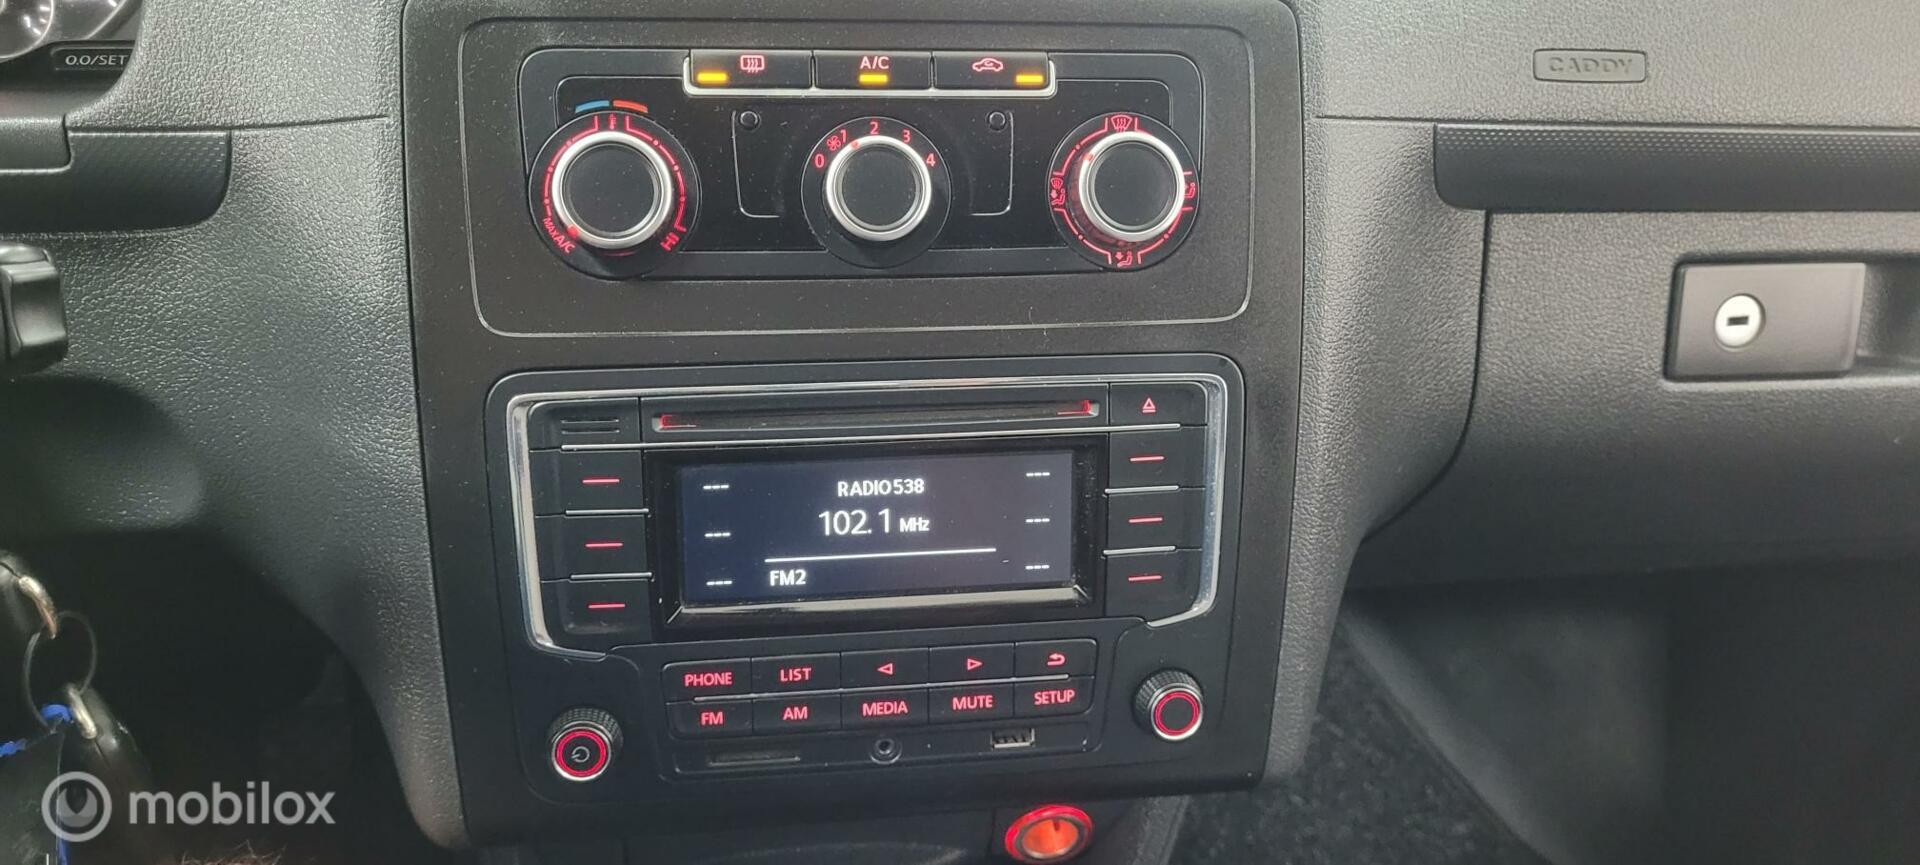 0.0/SET
A/C
CADDY
0 1 2 3 4
MAX A/C
HI
---
RADIO538
---
102.1 MHz
---
---
FM2
---
---
PHONE
LIST
FM
AM
MEDIA
MUTE
SETUP
mobilox